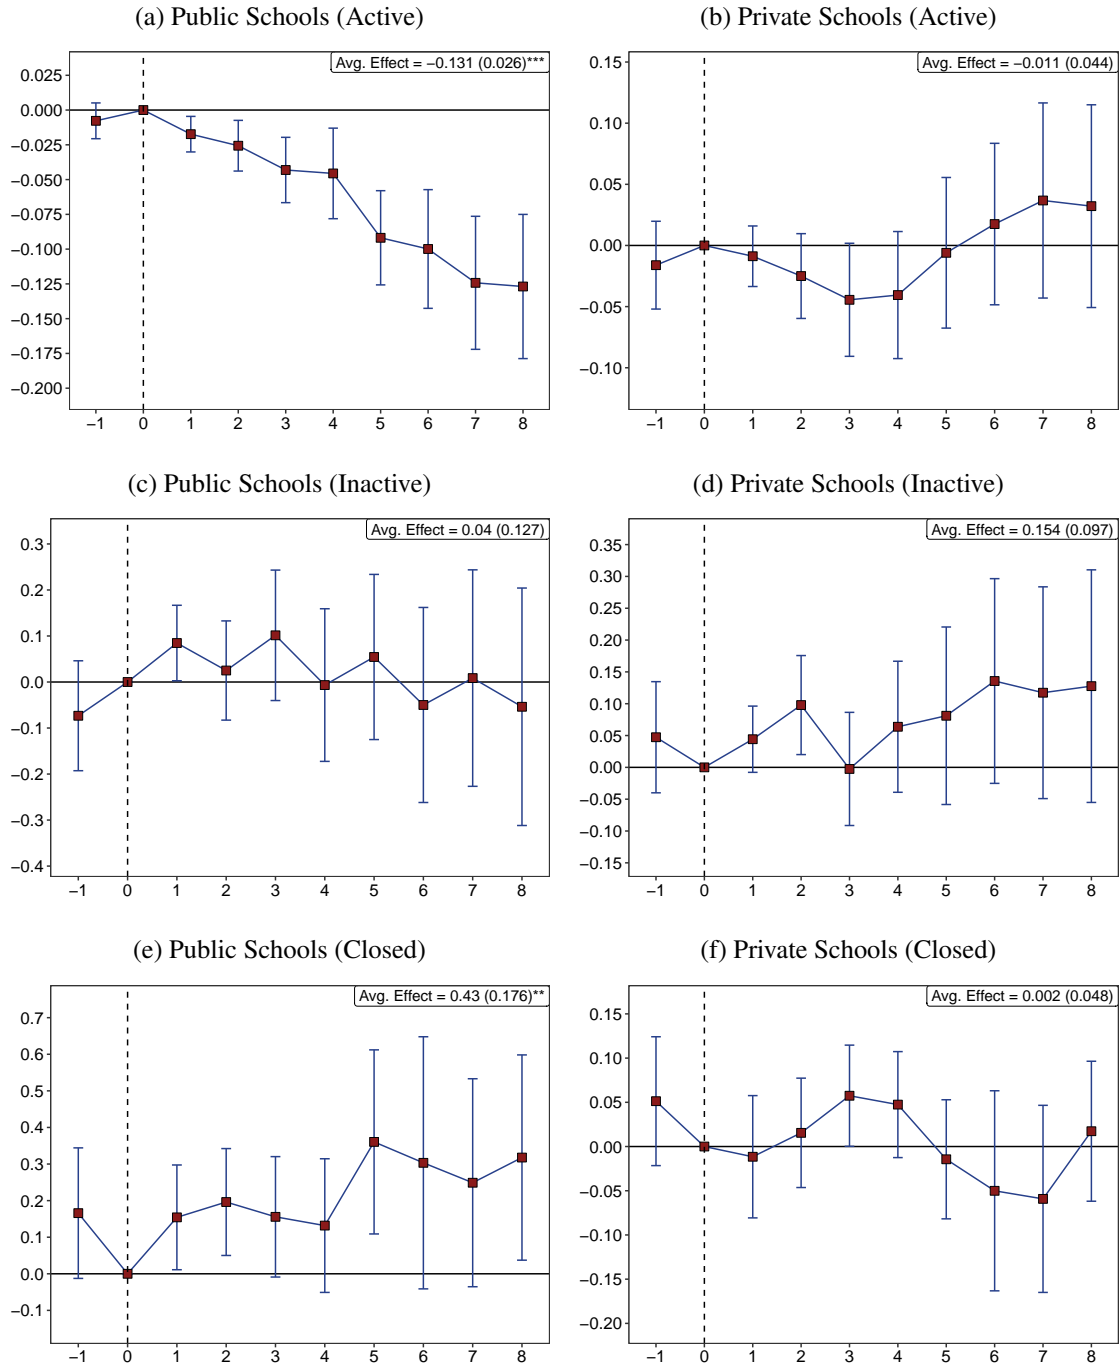 (a) Public Schools (Active)
Avg. Effect = −0.131 (0.026)***
0.025
0.000
−0.025
−0.050
−0.075
−0.100
−0.125
−0.150
−0.175
−0.200
−1 0 1 2 3 4 5 6 7 8
(b) Private Schools (Active)
Avg. Effect = −0.011 (0.044)
0.15
0.10
0.05
0.00
−0.05
−0.10
−1 0 1 2 3 4 5 6 7 8
(c) Public Schools (Inactive)
Avg. Effect = 0.04 (0.127)
0.3
0.2
0.1
0.0
−0.1
−0.2
−0.3
−0.4
−1 0 1 2 3 4 5 6 7 8
(d) Private Schools (Inactive)
Avg. Effect = 0.154 (0.097)
0.35
0.30
0.25
0.20
0.15
0.10
0.05
0.00
−0.05
−0.10
−0.15
−1 0 1 2 3 4 5 6 7 8
(e) Public Schools (Closed)
Avg. Effect = 0.43 (0.176)**
0.7
0.6
0.5
0.4
0.3
0.2
0.1
0.0
−0.1
−1 0 1 2 3 4 5 6 7 8
(f) Private Schools (Closed)
Avg. Effect = 0.002 (0.048)
0.15
0.10
0.05
0.00
−0.05
−0.10
−0.15
−0.20
−1 0 1 2 3 4 5 6 7 8